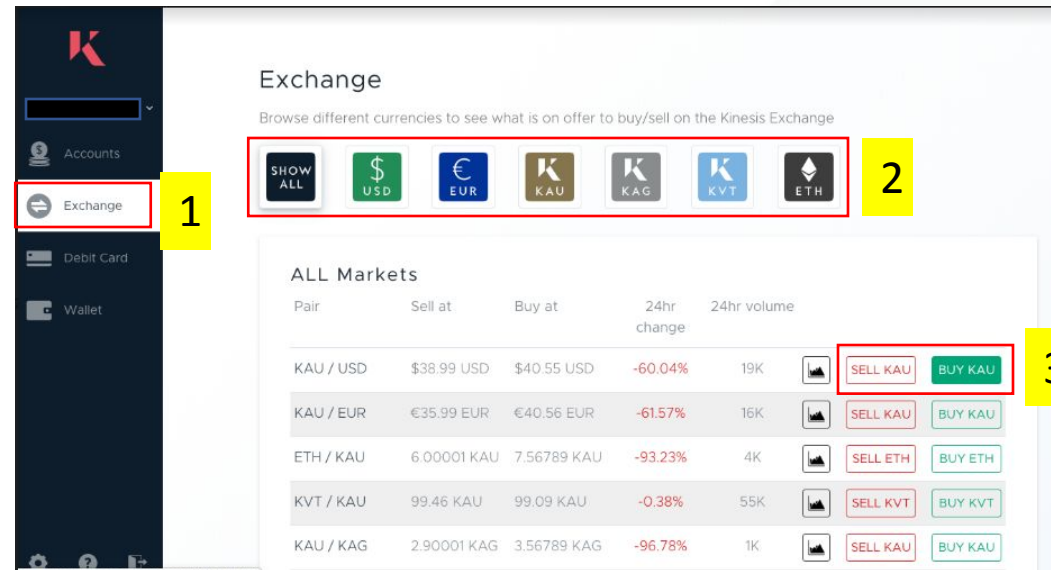 K
Exchange
Browse different currencies to see what is on offer to buy/sell on the Kinesis Exchange
Accounts
Exchange
Debit Card
Wallet
1
SHOW ALL
$ USD
€ EUR
K KAU
K KAG
K KVT
ETH
2
ALL Markets
Pair Sell at Buy at 24hr change 24hr volume
KAU / USD $38.99 USD $40.55 USD -60.04% 19K SELL KAU BUY KAU
3
KAU / EUR €35.99 EUR €40.56 EUR -61.57% 16K SELL KAU BUY KAU
ETH / KAU 6.00001 KAU 7.56789 KAU -93.23% 4K SELL ETH BUY ETH
KVT / KAU 99.46 KAU 99.09 KAU -0.38% 55K SELL KVT BUY KVT
KAU / KAG 2.90001 KAG 3.56789 KAG -96.78% 1K SELL KAU BUY KAU